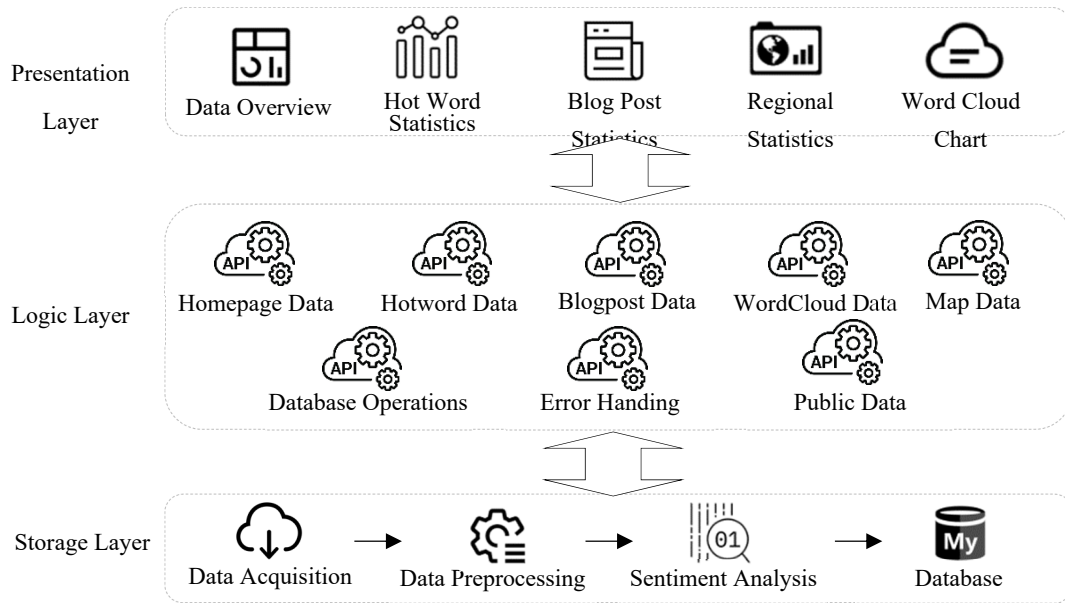 Presentation
Layer
Data Overview
Hot Word
Statistics
Blog Post
Statistics
Regional
Statistics
Word Cloud
Chart
Logic Layer
API
Homepage Data
API
Hotword Data
API
Blogpost Data
API
WordCloud Data
API
Map Data
API
Database Operations
API
Error Handing
API
Public Data
Storage Layer
Data Acquisition
Data Preprocessing
01
Sentiment Analysis
My
Database